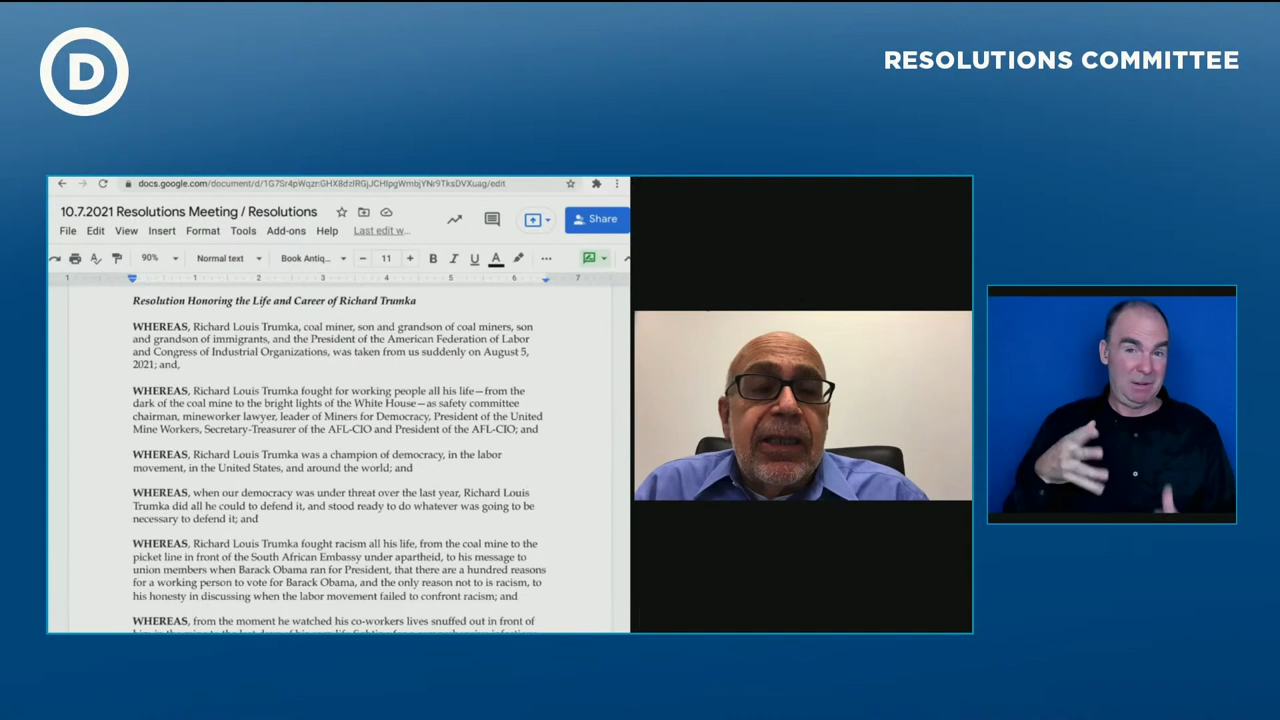 D
RESOLUTIONS COMMITTEE
10.7.2021 Resolutions Meeting / Resolutions
File Edit View Insert Format Tools Add-ons Help Last edit w...
Share
90% Normal text Book Antiq... 11 B I U A
1 1 2 3 4 5 6 7
Resolution Honoring the Life and Career of Richard Trumka
WHEREAS, Richard Louis Trumka, coal miner, son and grandson of coal miners, son
and grandson of immigrants, and the President of the American Federation of Labor
and Congress of Industrial Organizations, was taken from us suddenly on August 5,
2021; and,
WHEREAS, Richard Louis Trumka fought for working people all his life—from the
dark of the coal mine to the bright lights of the White House—as safety committee
chairman, mineworker lawyer, leader of Miners for Democracy, President of the United
Mine Workers, Secretary-Treasurer of the AFL-CIO and President of the AFL-CIO; and
WHEREAS, Richard Louis Trumka was a champion of democracy, in the labor
movement, in the United States, and around the world; and
WHEREAS, when our democracy was under threat over the last year, Richard Louis
Trumka did all he could to defend it, and stood ready to do whatever was going to be
necessary to defend it; and
WHEREAS, Richard Louis Trumka fought racism all his life, from the coal mine to the
picket line in front of the South African Embassy under apartheid, to his message to
union members when Barack Obama ran for President, that there are a hundred reasons
for a working person to vote for Barack Obama, and the only reason not to is racism, to
his honesty in discussing when the labor movement failed to confront racism; and
WHEREAS, from the moment he watched his co-workers lives snuffed out in front of